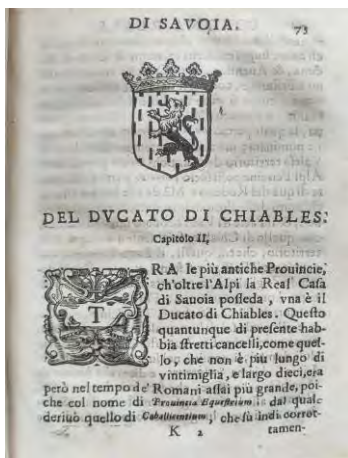 DI SAVOIA. 73
DEL DVCATO DI CHIABLES.
Capitolo II,
TRA le più antiche Prouincie,
ch'oltre l'Alpi la Real Casa
di Sauoia posseda, vna è il
Ducato di Chiables. Questo
quantunque di presente hab-
bia stretti cancelli, come quel-
lo, che non è più lungo di
vintimiglia, e largo dieci, era
però nel tempo de' Romani assai più grande, poi-
che col nome di Prouincia Equestrium; dal quale
deriuò quello di Caballicentium, che fù indi corrot-
K 2 tamen-